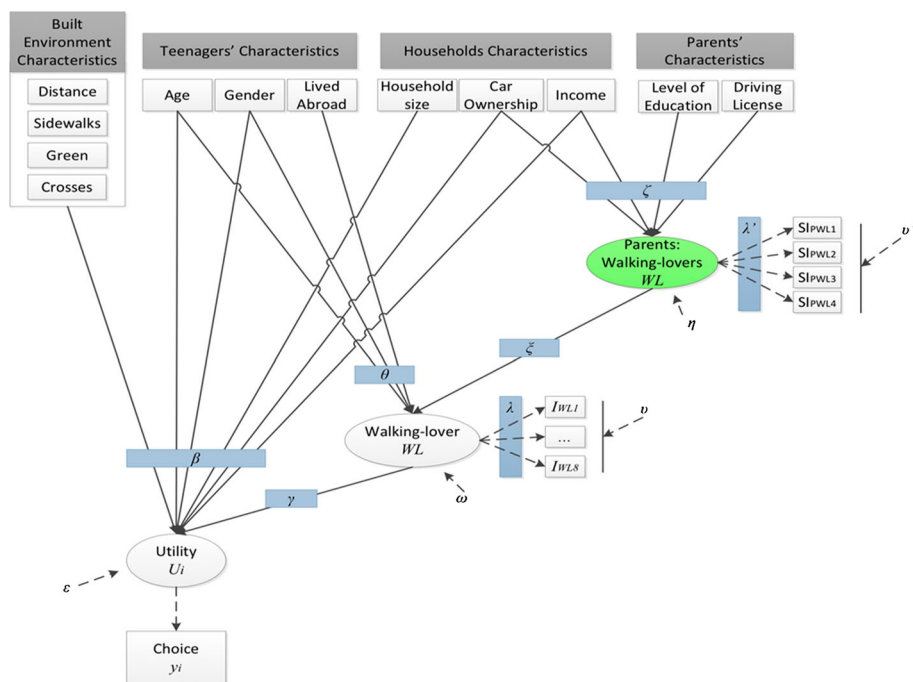 Built
Environment
Characteristics
Distance
Sidewalks
Green
Crosses
Teenagers' Characteristics
Age
Gender
Lived
Abroad
Households Characteristics
Household
size
Car
Ownership
Income
Parents'
Characteristics
Level of
Education
Driving
License
ζ
Parents:
Walking-lovers
WL
η
λ'
SIPWL1
SIPWL2
SIPWL3
SIPWL4
υ
ξ
θ
Walking-lover
WL
ω
λ
IWL1
...
IWL8
υ
β
γ
Utility
Ui
ε
Choice
yi